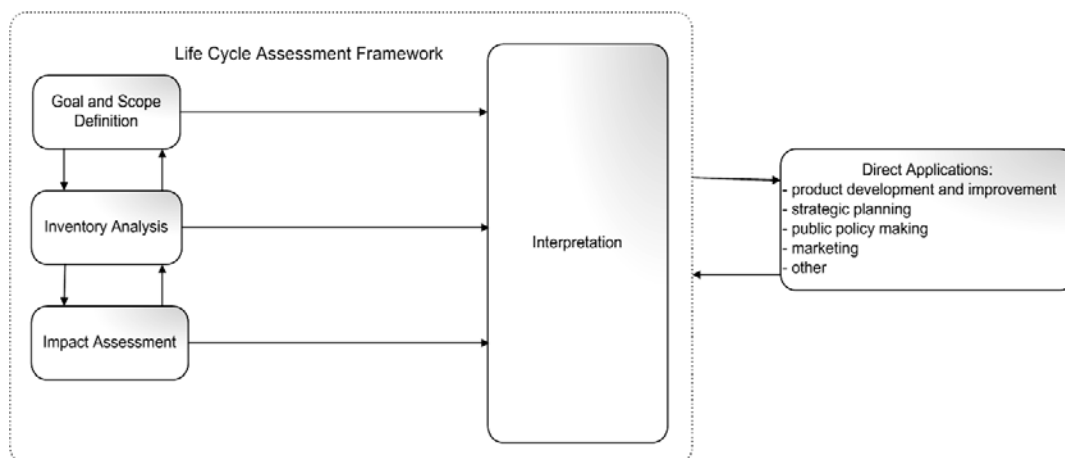 Life Cycle Assessment Framework
Goal and Scope
Definition
Inventory Analysis
Impact Assessment
Interpretation
Direct Applications:
- product development and improvement
- strategic planning
- public policy making
- marketing
- other